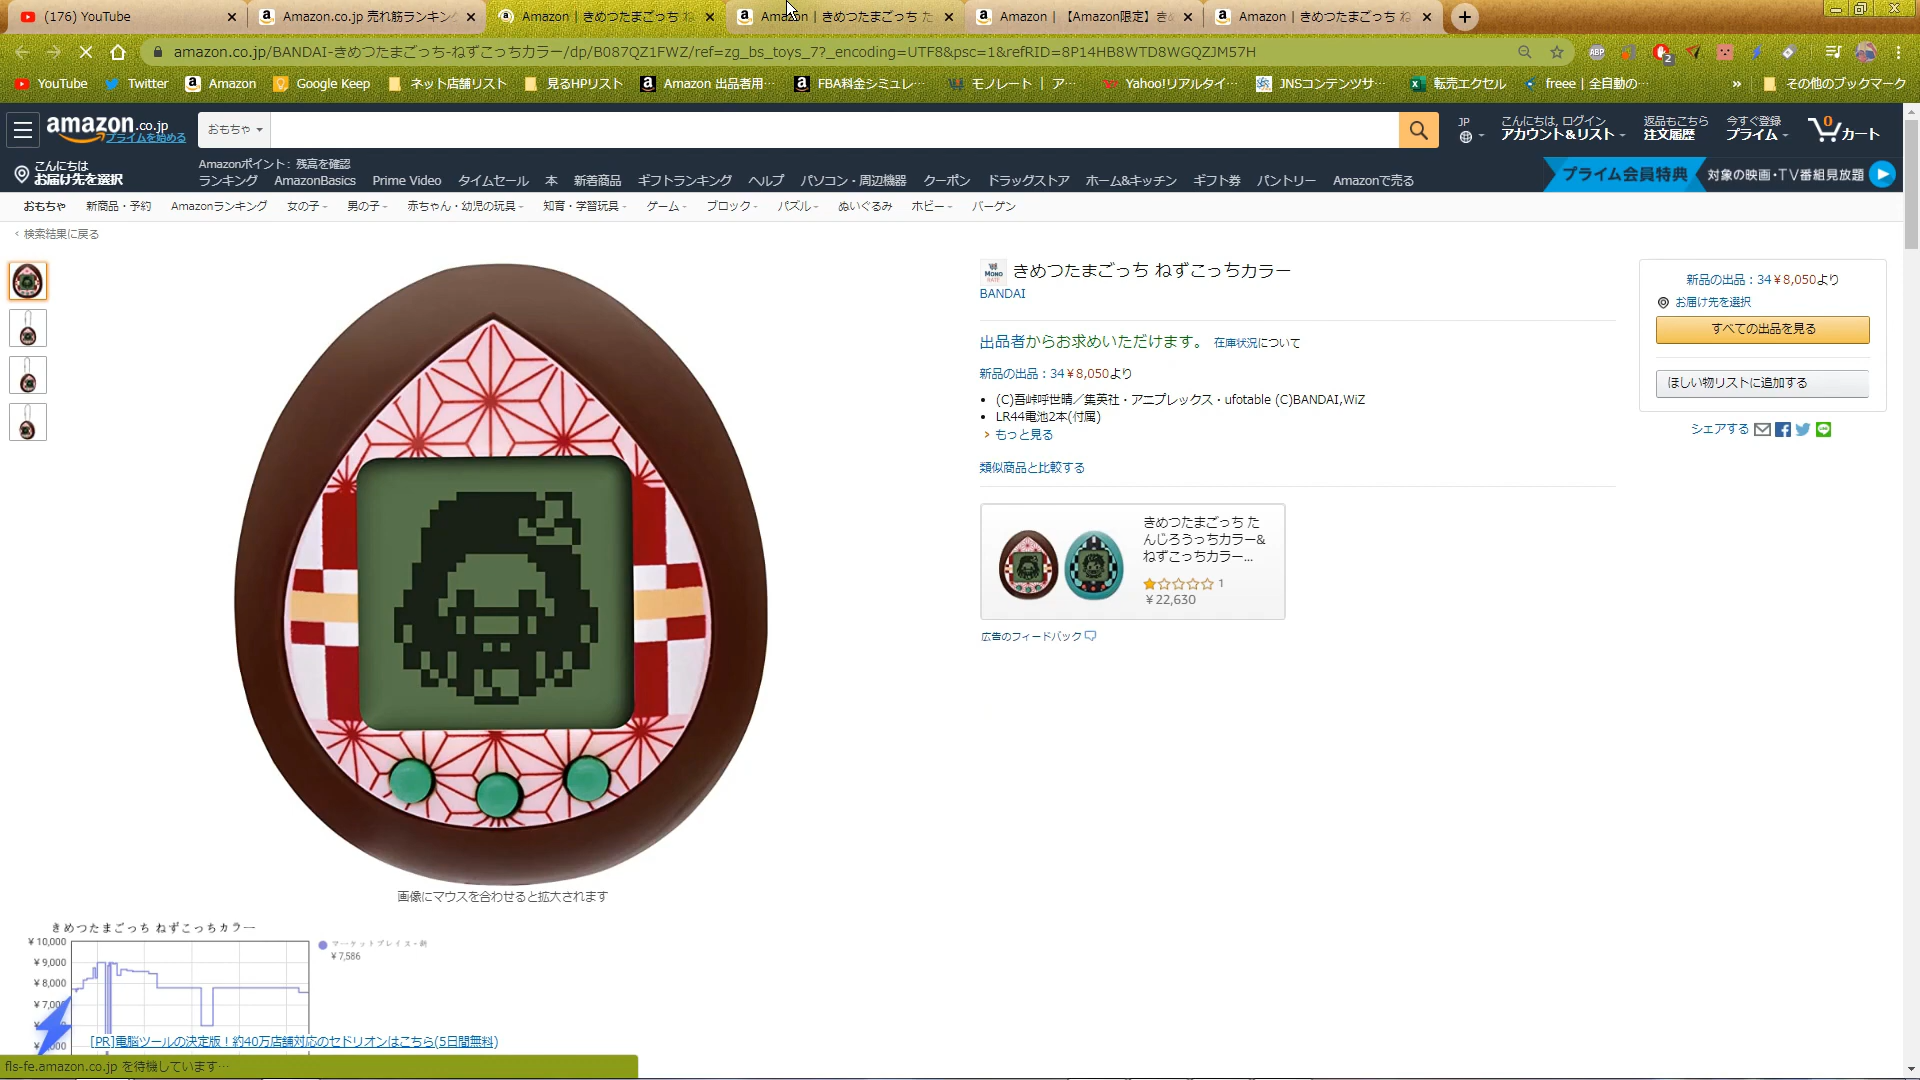 (176) YouTube
Amazon.co.jp 売れ筋ランキング
Amazon | きめつたまごっち ね
Amazon | きめつたまごっち た
Amazon | 【Amazon限定】き
Amazon | きめつたまごっち ね
amazon.co.jp/BANDAI-きめつたまごっち-ねずこっちカラー/dp/B087QZ1FWZ/ref=zg_bs_toys_7?_encoding=UTF8&psc=1&refRID=8P14HB8WTD8WGQZJM57H
ABP
2
YouTube
Twitter
Amazon
Google Keep
ネット店舗リスト
見るHPリスト
Amazon 出品者用…
FBA料金シミュレ…
モノレート | ア…
Yahoo!リアルタイ…
JNSコンテンツサ…
転売エクセル
freee | 全自動の…
»
その他のブックマーク
amazon.co.jp
プライムを始める
おもちゃ
JP
こんにちは, ログイン
アカウント&リスト
返品もこちら
注文履歴
今すぐ登録
プライム
0
カート
こんにちは
お届け先を選択
Amazonポイント: 残高を確認
ランキング AmazonBasics Prime Video タイムセール 本 新着商品 ギフトランキング ヘルプ パソコン・周辺機器 クーポン ドラッグストア ホーム&キッチン ギフト券 パントリー Amazonで売る
プライム会員特典
対象の映画・TV番組見放題
おもちゃ 新商品・予約 Amazonランキング 女の子 男の子 赤ちゃん・幼児の玩具 知育・学習玩具 ゲーム ブロック パズル ぬいぐるみ ホビー バーゲン
‹ 検索結果に戻る
MONO
きめつたまごっち ねずこっちカラー
BANDAI
出品者からお求めいただけます。 在庫状況について
新品の出品：34￥8,050より
• (C)吾峠呼世晴／集英社・アニプレックス・ufotable (C)BANDAI,WiZ
• LR44電池2本(付属)
› もっと見る
類似商品と比較する
きめつたまごっち た
んじろうっちカラー&
ねずこっちカラー...
1
￥22,630
広告のフィードバック
新品の出品：34￥8,050より
お届け先を選択
すべての出品を見る
ほしい物リストに追加する
シェアする
画像にマウスを合わせると拡大されます
きめつたまごっち ねずこっちカラー
￥10,000
￥9,000
￥8,000
￥7,000
マーケットプレイス・新
￥7,586
[PR]電脳ツールの決定版！約40万店舗対応のセドリオンはこちら(5日間無料)
fls-fe.amazon.co.jp を待機しています…